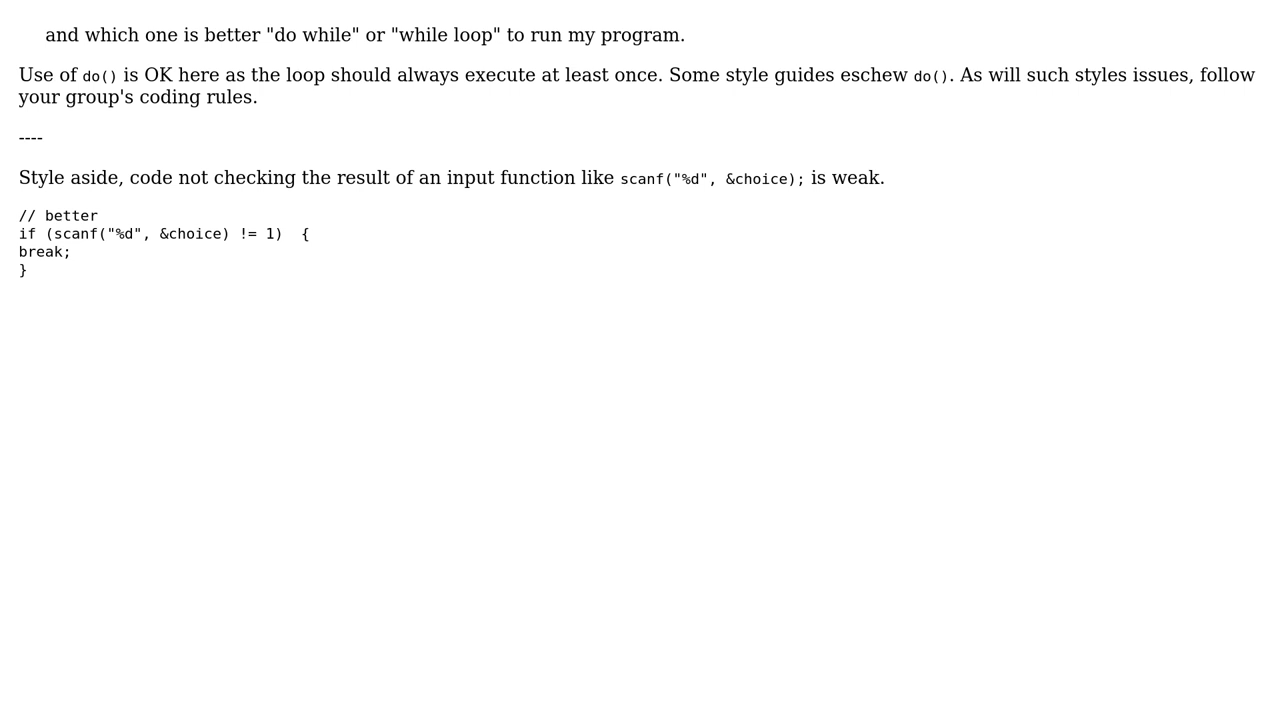 and which one is better "do while" or "while loop" to run my program.
Use of do() is OK here as the loop should always execute at least once. Some style guides eschew do(). As will such styles issues, follow
your group's coding rules.
----
Style aside, code not checking the result of an input function like scanf("%d", &choice); is weak.
// better
if (scanf("%d", &choice) != 1)  {
break;
}